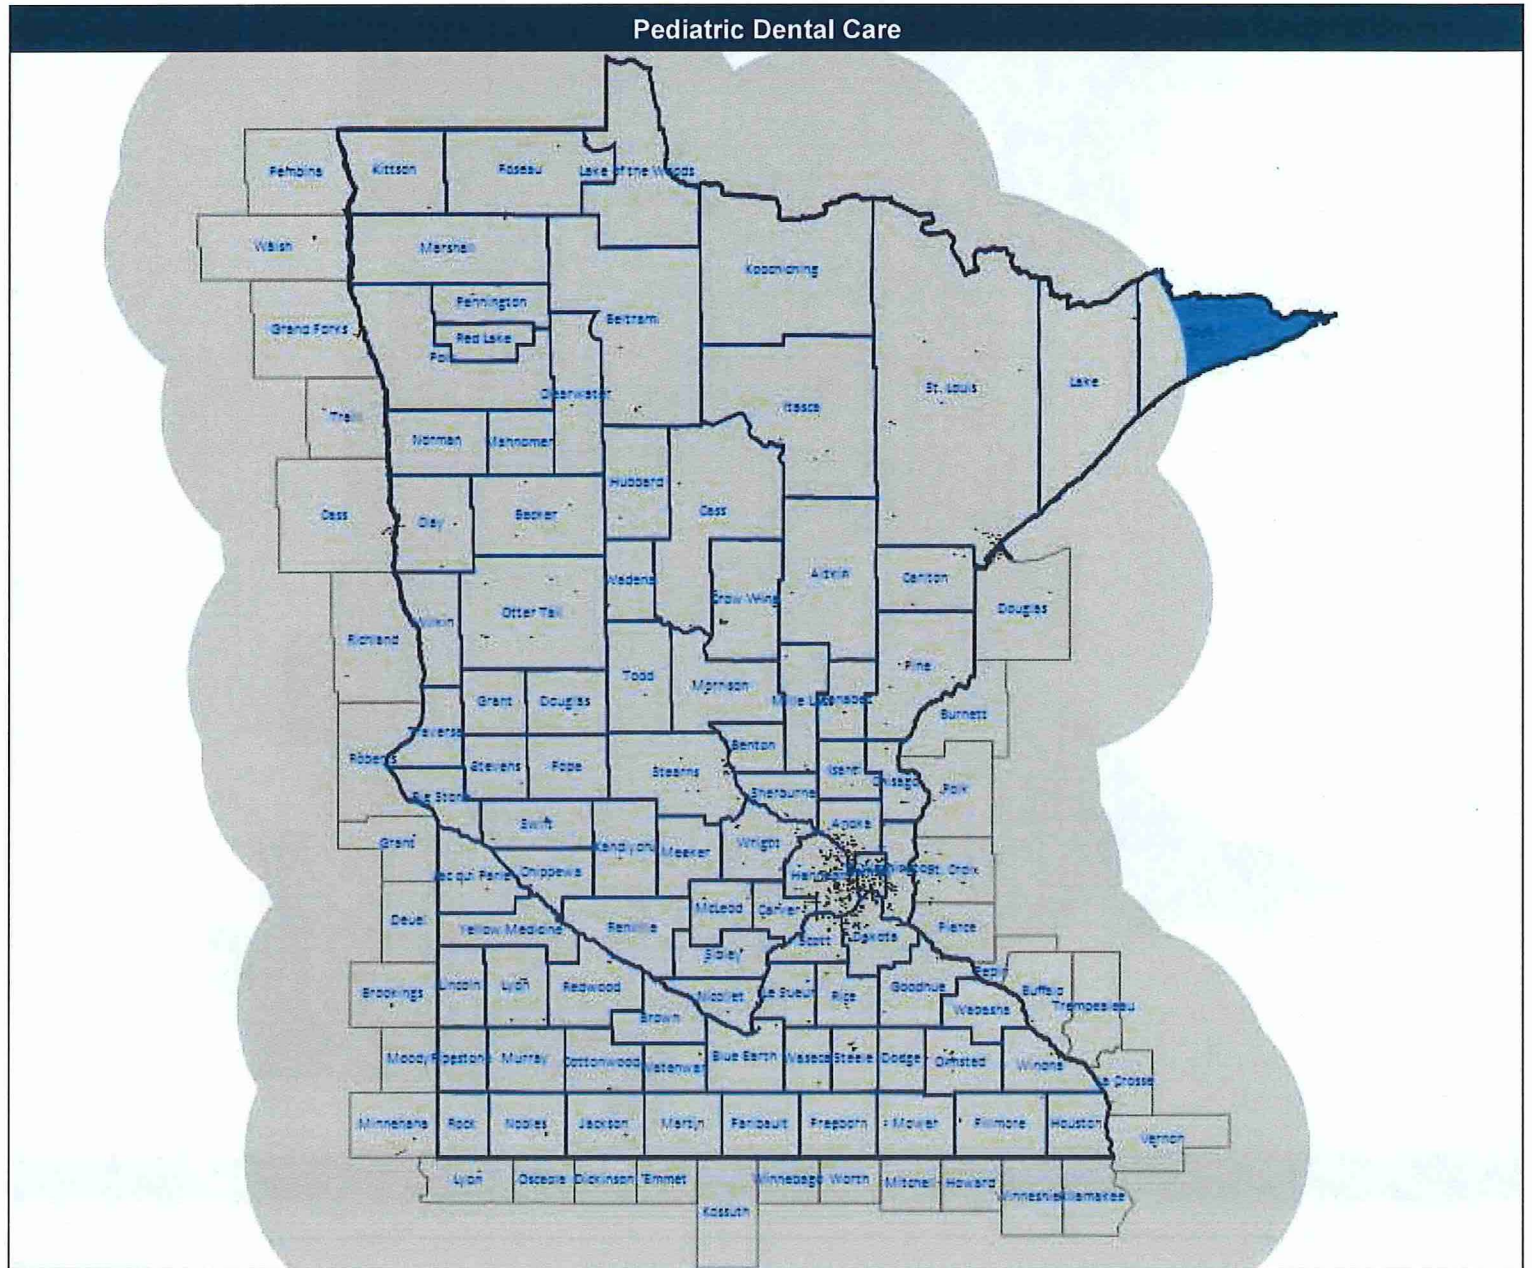 Pediatric Dental Care
Pembina
Kittson
Roseau
Lake of the Woods
Walsh
Marshall
Koochiching
Pennington
Grand Forks
Beltrami
Red Lake
Clearwater
St. Louis
Lake
Itasca
Traill
Norman
Mahnomen
Hubbard
Cass
Cass
Clay
Becker
Aitkin
Carlton
Wadena
Crow Wing
Douglas
Otter Tail
Wilkin
Richland
Pine
Todd
Morrison
Grant
Douglas
Burnett
Traverse
Benton
Roberts
Stevens
Pope
Stearns
Isanti
Chisago
Polk
Big Stone
Sherburne
Swift
Anoka
Grant
Kandiyohi
Meeker
Wright
Chippewa
St. Croix
Deuel
McLeod
Carver
Yellow Medicine
Renville
Pierce
Scott
Dakota
Sibley
Brookings
Lincoln
Lyon
Redwood
Nicollet
Le Sueur
Rice
Goodhue
Pepin
Buffalo
Trempealeau
Wabasha
Brown
Moody
Pipestone
Murray
Cottonwood
Watonwan
Blue Earth
Waseca
Steele
Dodge
Olmsted
Winona
La Crosse
Minnehaha
Rock
Nobles
Jackson
Martin
Faribault
Freeborn
Mower
Fillmore
Houston
Vernon
Lyon
Osceola
Dickinson
Emmet
Winnebago
Worth
Mitchell
Howard
Winneshiek
Allamakee
Kossuth